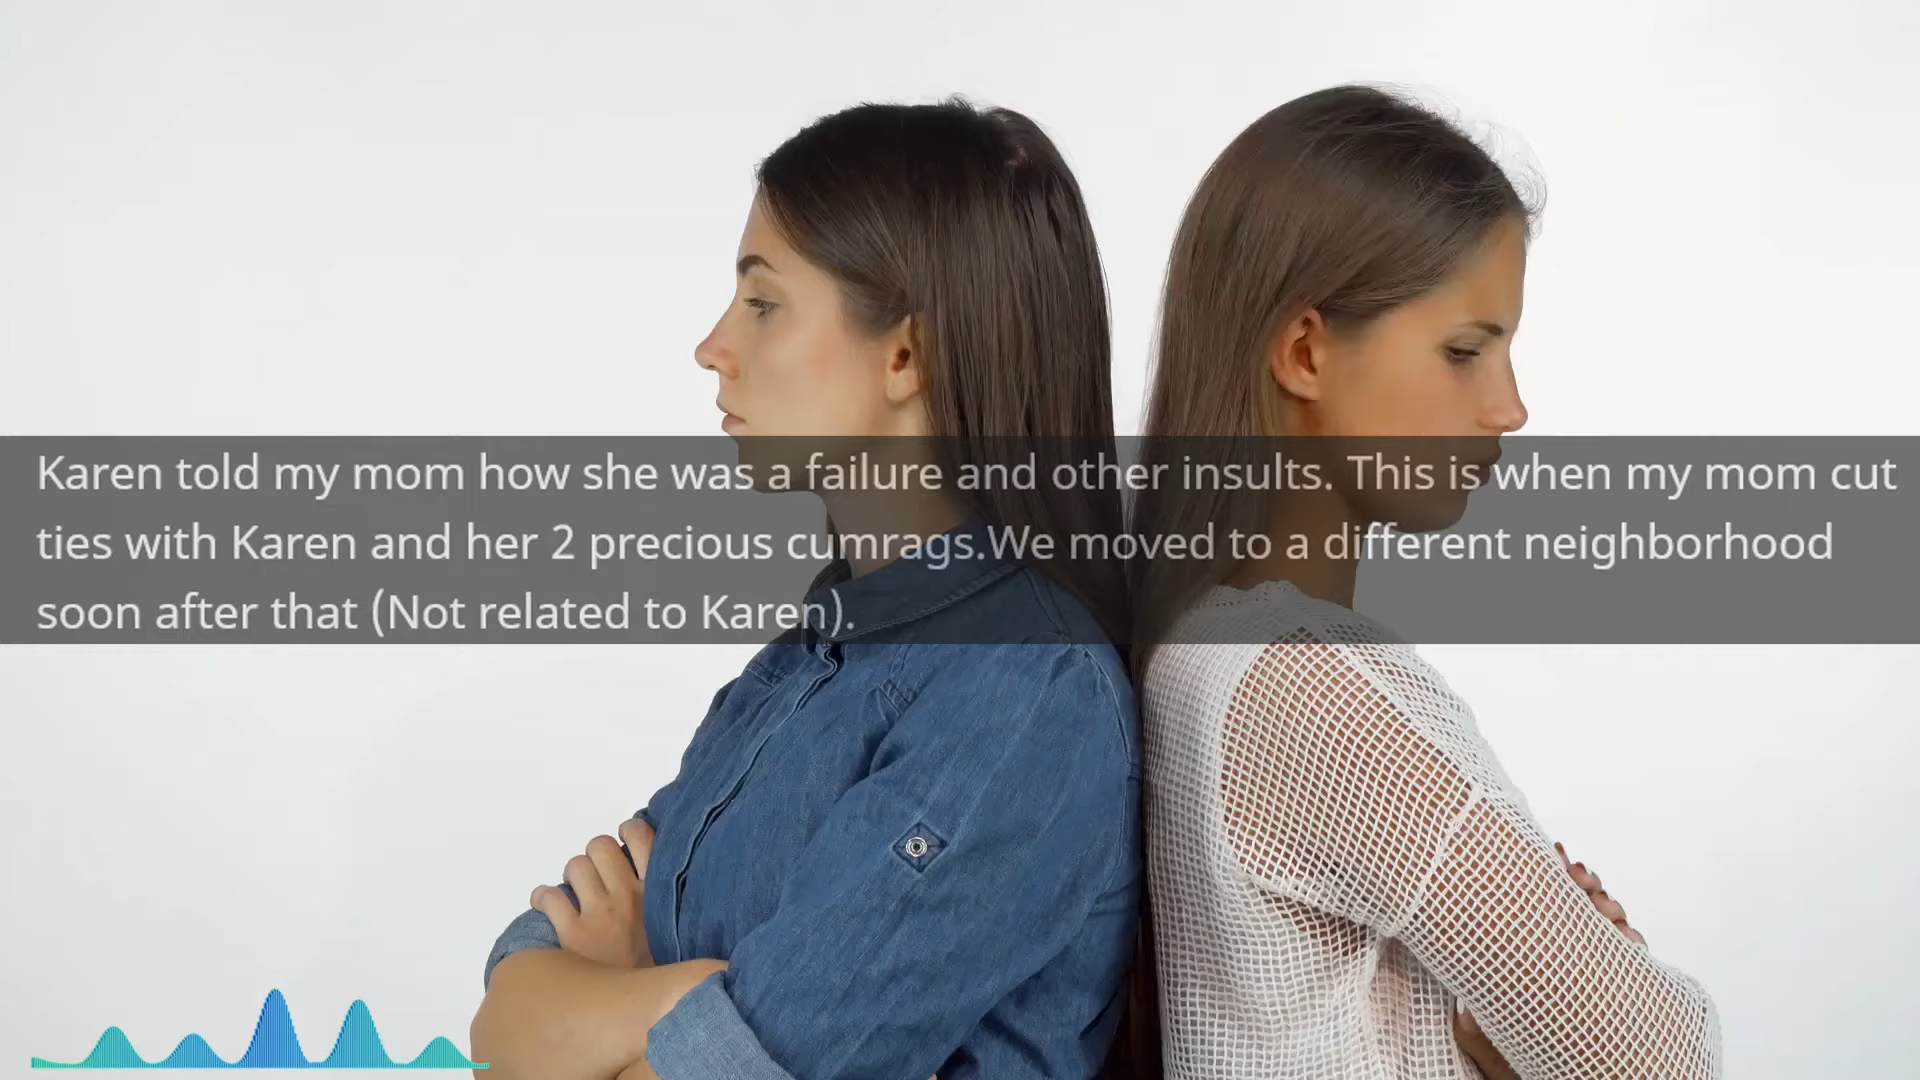 Karen told my mom how she was a failure and other insults. This is when my mom cut
ties with Karen and her 2 precious cumrags.We moved to a different neighborhood
soon after that (Not related to Karen).